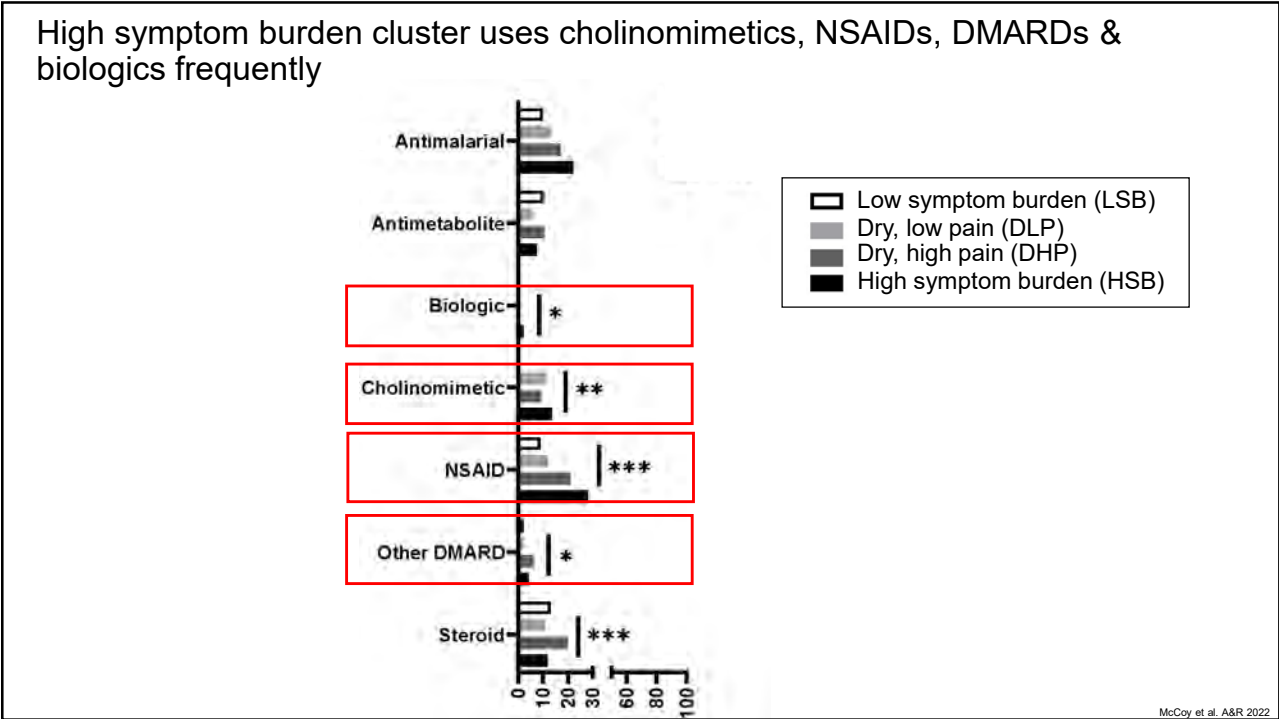 High symptom burden cluster uses cholinomimetics, NSAIDs, DMARDs &
biologics frequently
Antimalarial
Antimetabolite
Biologic
*
Cholinomimetic
**
NSAID
***
Other DMARD
*
Steroid
***
0 10 20 30 60 80 100
Low symptom burden (LSB)
Dry, low pain (DLP)
Dry, high pain (DHP)
High symptom burden (HSB)
McCoy et al. A&R 2022